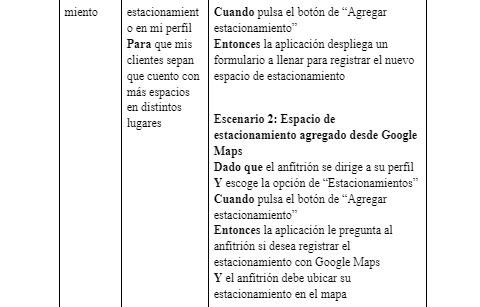 miento
estacionamient
o en mi perfil
Para que mis
clientes sepan
que cuento con
más espacios
en distintos
lugares
Cuando pulsa el botón de “Agregar
estacionamiento”
Entonces la aplicación despliega un
formulario a llenar para registrar el nuevo
espacio de estacionamiento
Escenario 2: Espacio de
estacionamiento agregado desde Google
Maps
Dado que el anfitrión se dirige a su perfil
Y escoge la opción de “Estacionamientos”
Cuando pulsa el botón de “Agregar
estacionamiento”
Entonces la aplicación le pregunta al
anfitrión si desea registrar el
estacionamiento con Google Maps
Y el anfitrión debe ubicar su
estacionamiento en el mapa